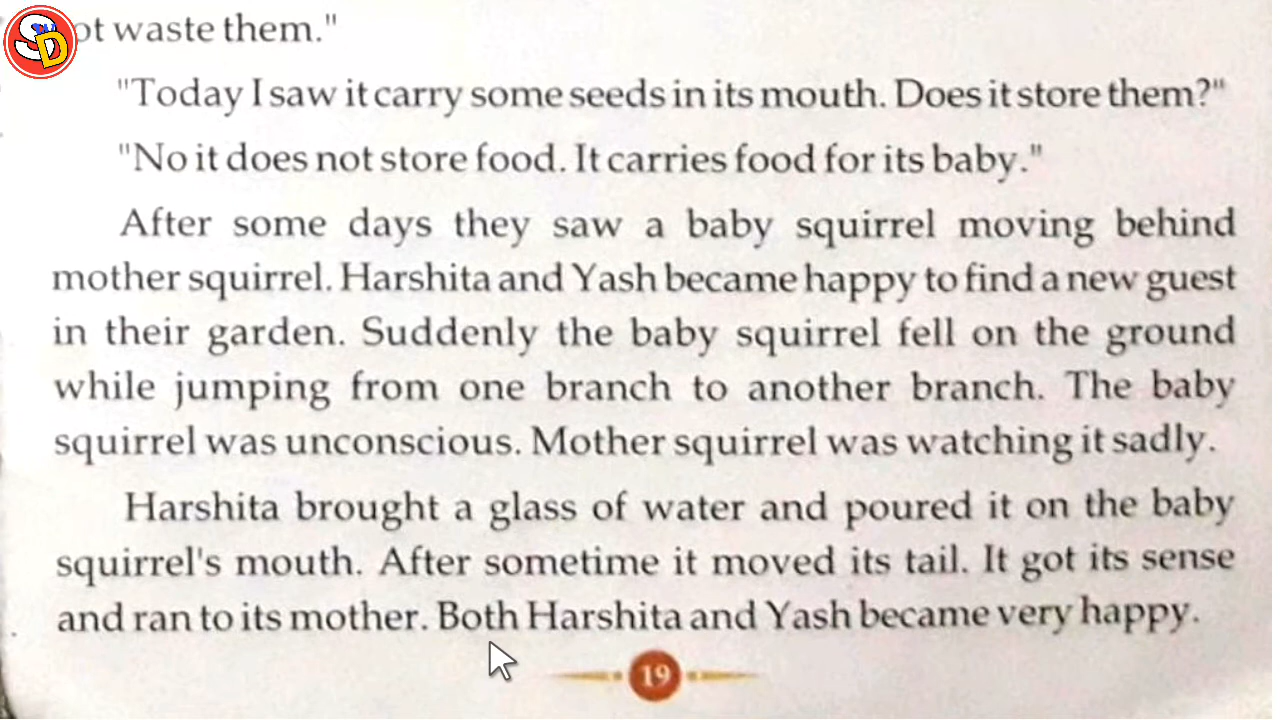 ot waste them."
"Today I saw it carry some seeds in its mouth. Does it store them?"
"No it does not store food. It carries food for its baby."
After some days they saw a baby squirrel moving behind
mother squirrel. Harshita and Yash became happy to find a new guest
in their garden. Suddenly the baby squirrel fell on the ground
while jumping from one branch to another branch. The baby
squirrel was unconscious. Mother squirrel was watching it sadly.
Harshita brought a glass of water and poured it on the baby
squirrel's mouth. After sometime it moved its tail. It got its sense
and ran to its mother. Both Harshita and Yash became very happy.
19